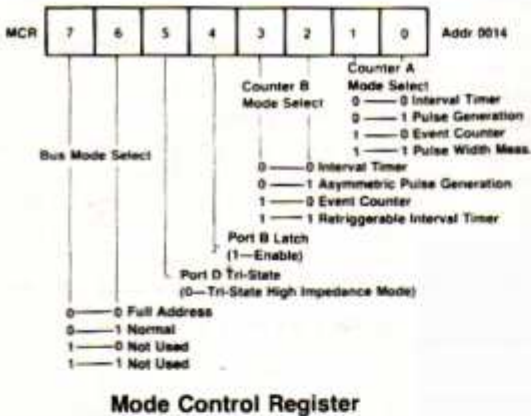 MCR 7 6 5 4 3 2 1 0 Addr 0014
Counter A
Mode Select
0 — 0 Interval Timer
0 — 1 Pulse Generation
1 — 0 Event Counter
1 — 1 Pulse Width Meas.
Counter B
Mode Select
0 — 0 Interval Timer
0 — 1 Asymmetric Pulse Generation
1 — 0 Event Counter
1 — 1 Retriggerable Interval Timer
Bus Mode Select
Port B Latch
(1—Enable)
Port D Tri-State
(0—Tri-State High Impedance Mode)
0 — 0 Full Address
0 — 1 Normal
1 — 0 Not Used
1 — 1 Not Used
Mode Control Register